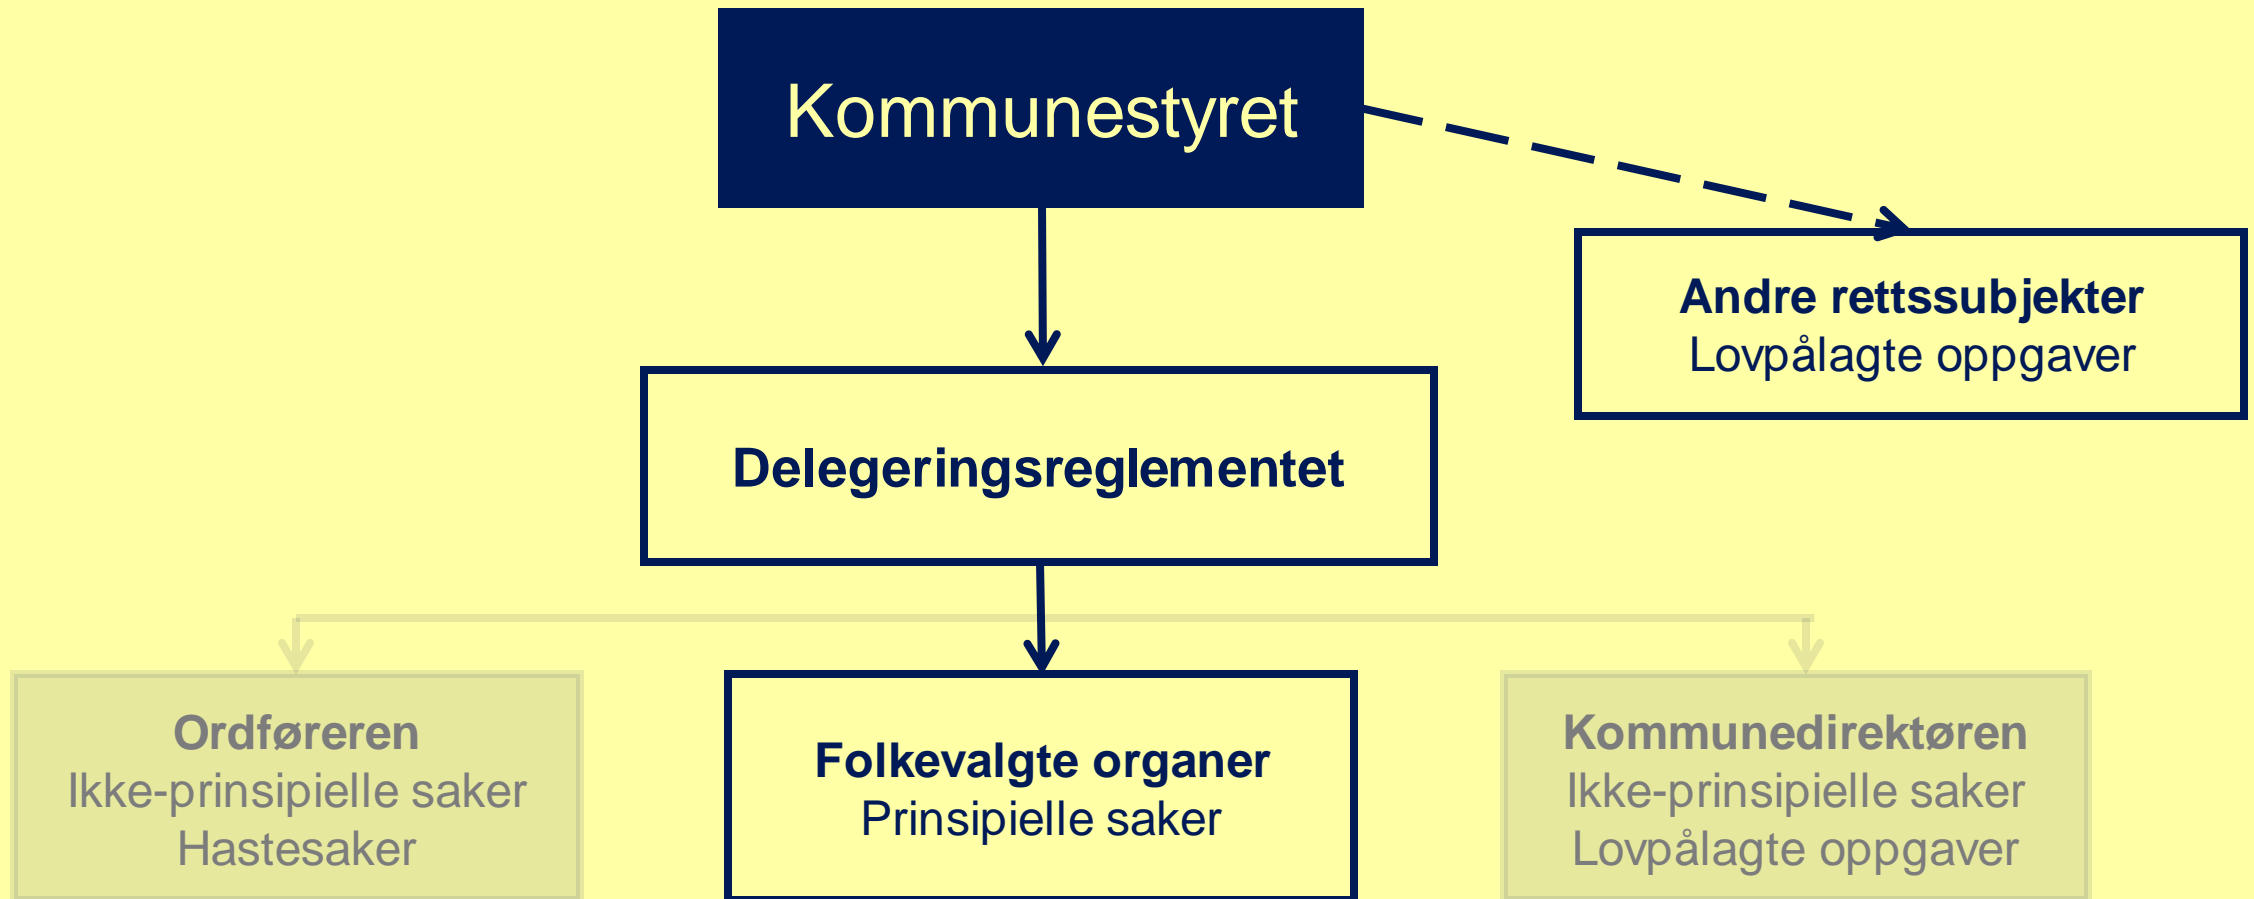 Kommunestyret
Andre rettssubjekter
Lovpålagte oppgaver
Delegeringsreglementet
Ordføreren
Ikke-prinsipielle saker
Hastesaker
Folkevalgte organer
Prinsipielle saker
Kommunedirektøren
Ikke-prinsipielle saker
Lovpålagte oppgaver